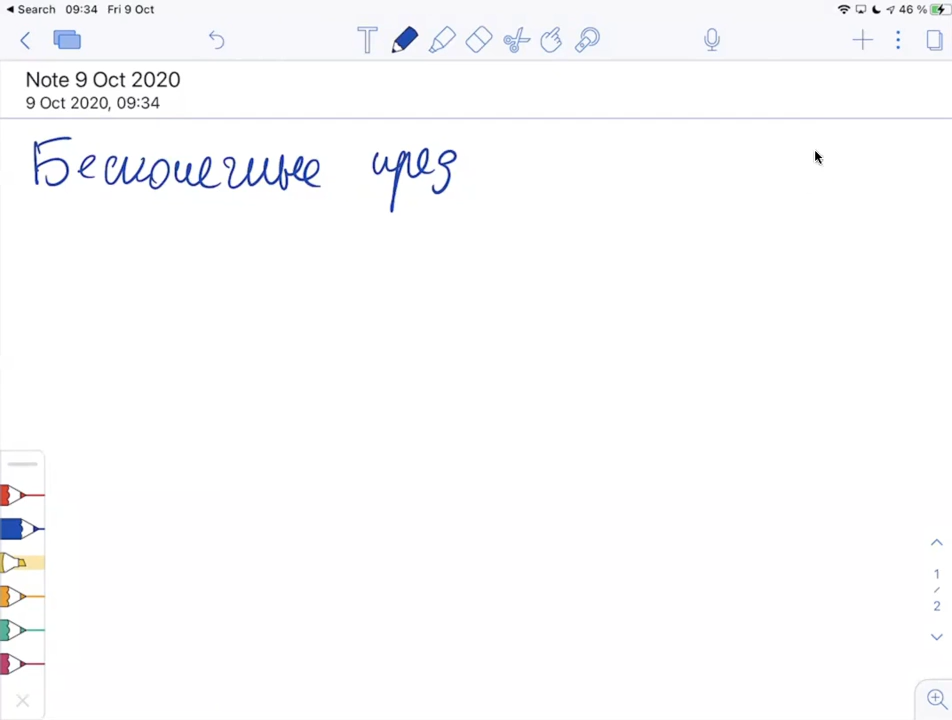 Search 09:34 Fri 9 Oct 46 %
T
Note 9 Oct 2020
9 Oct 2020, 09:34
Бесконечные пред
1
/
2